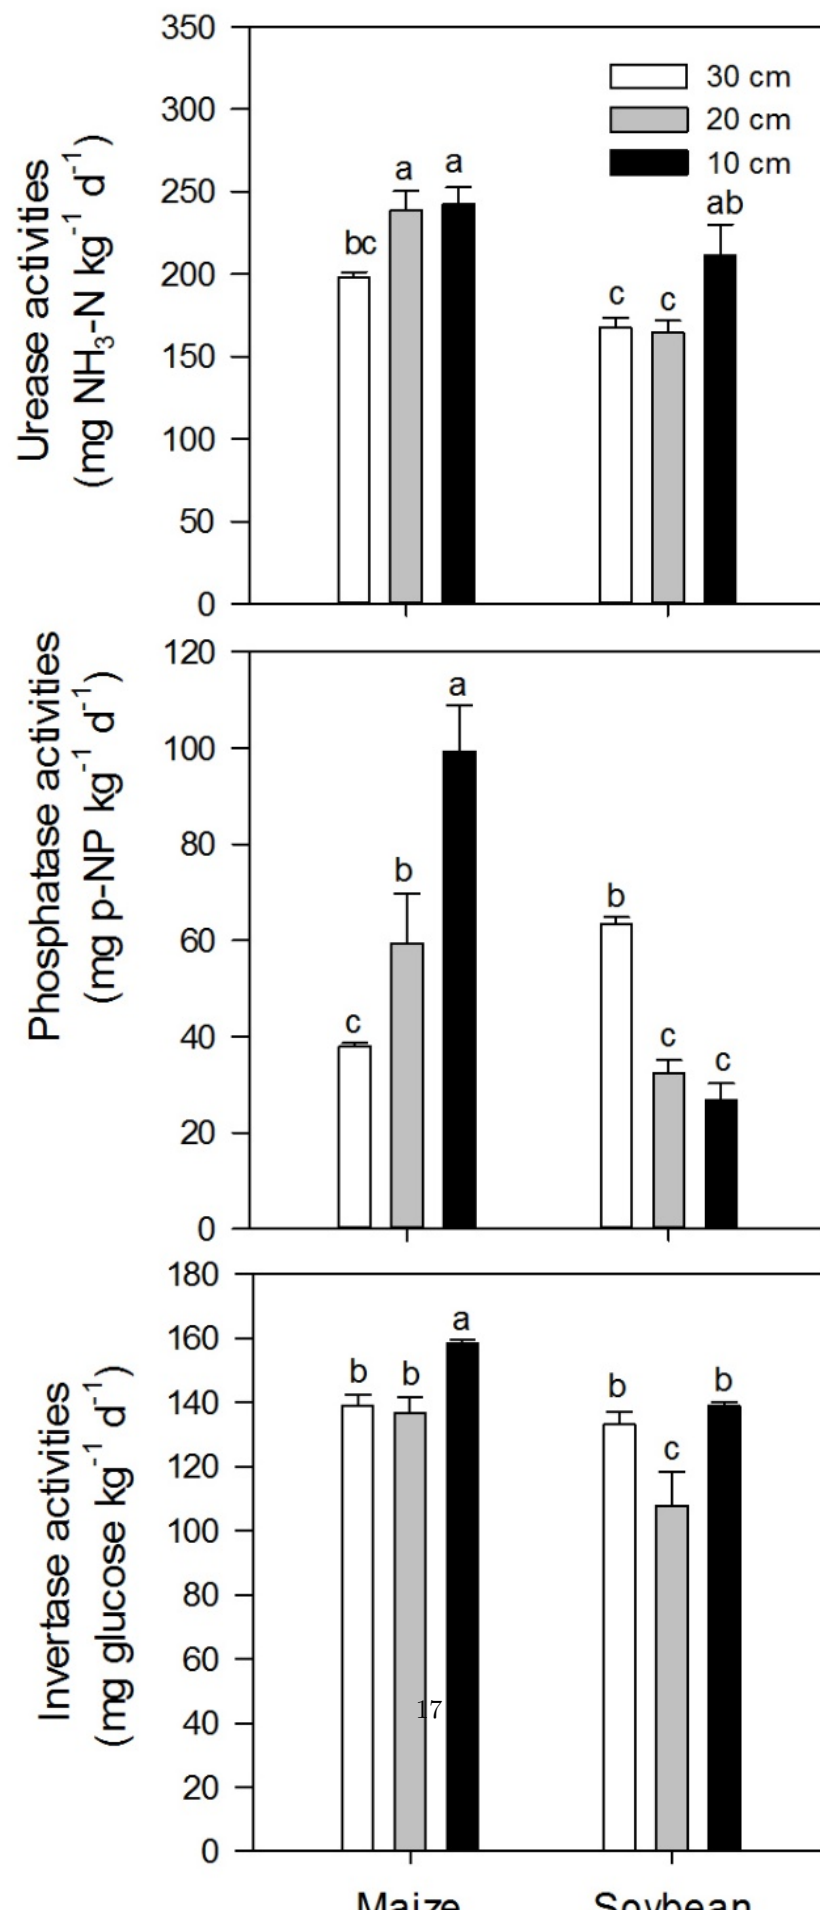 350
300
250
200
150
100
50
0
Urease activities
(mg NH₃-N kg⁻¹ d⁻¹)
30 cm
20 cm
10 cm
bc
a
a
c
c
ab
120
100
80
60
40
20
0
Phosphatase activities
(mg p-NP kg⁻¹ d⁻¹)
c
b
a
b
c
c
180
160
140
120
100
80
60
40
20
0
Invertase activities
(mg glucose kg⁻¹ d⁻¹)
b
b
a
b
c
b
17
Maize
Soybean